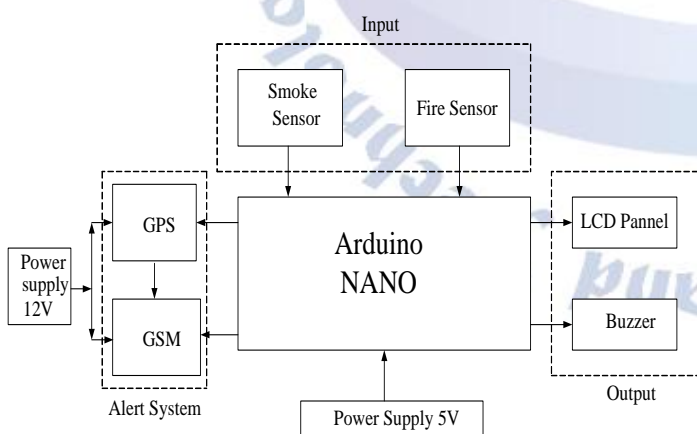 Input
Smoke
Sensor
Fire Sensor
GPS
Arduino
NANO
LCD Pannel
Power
supply
12V
GSM
Buzzer
Alert System
Power Supply 5V
Output
and